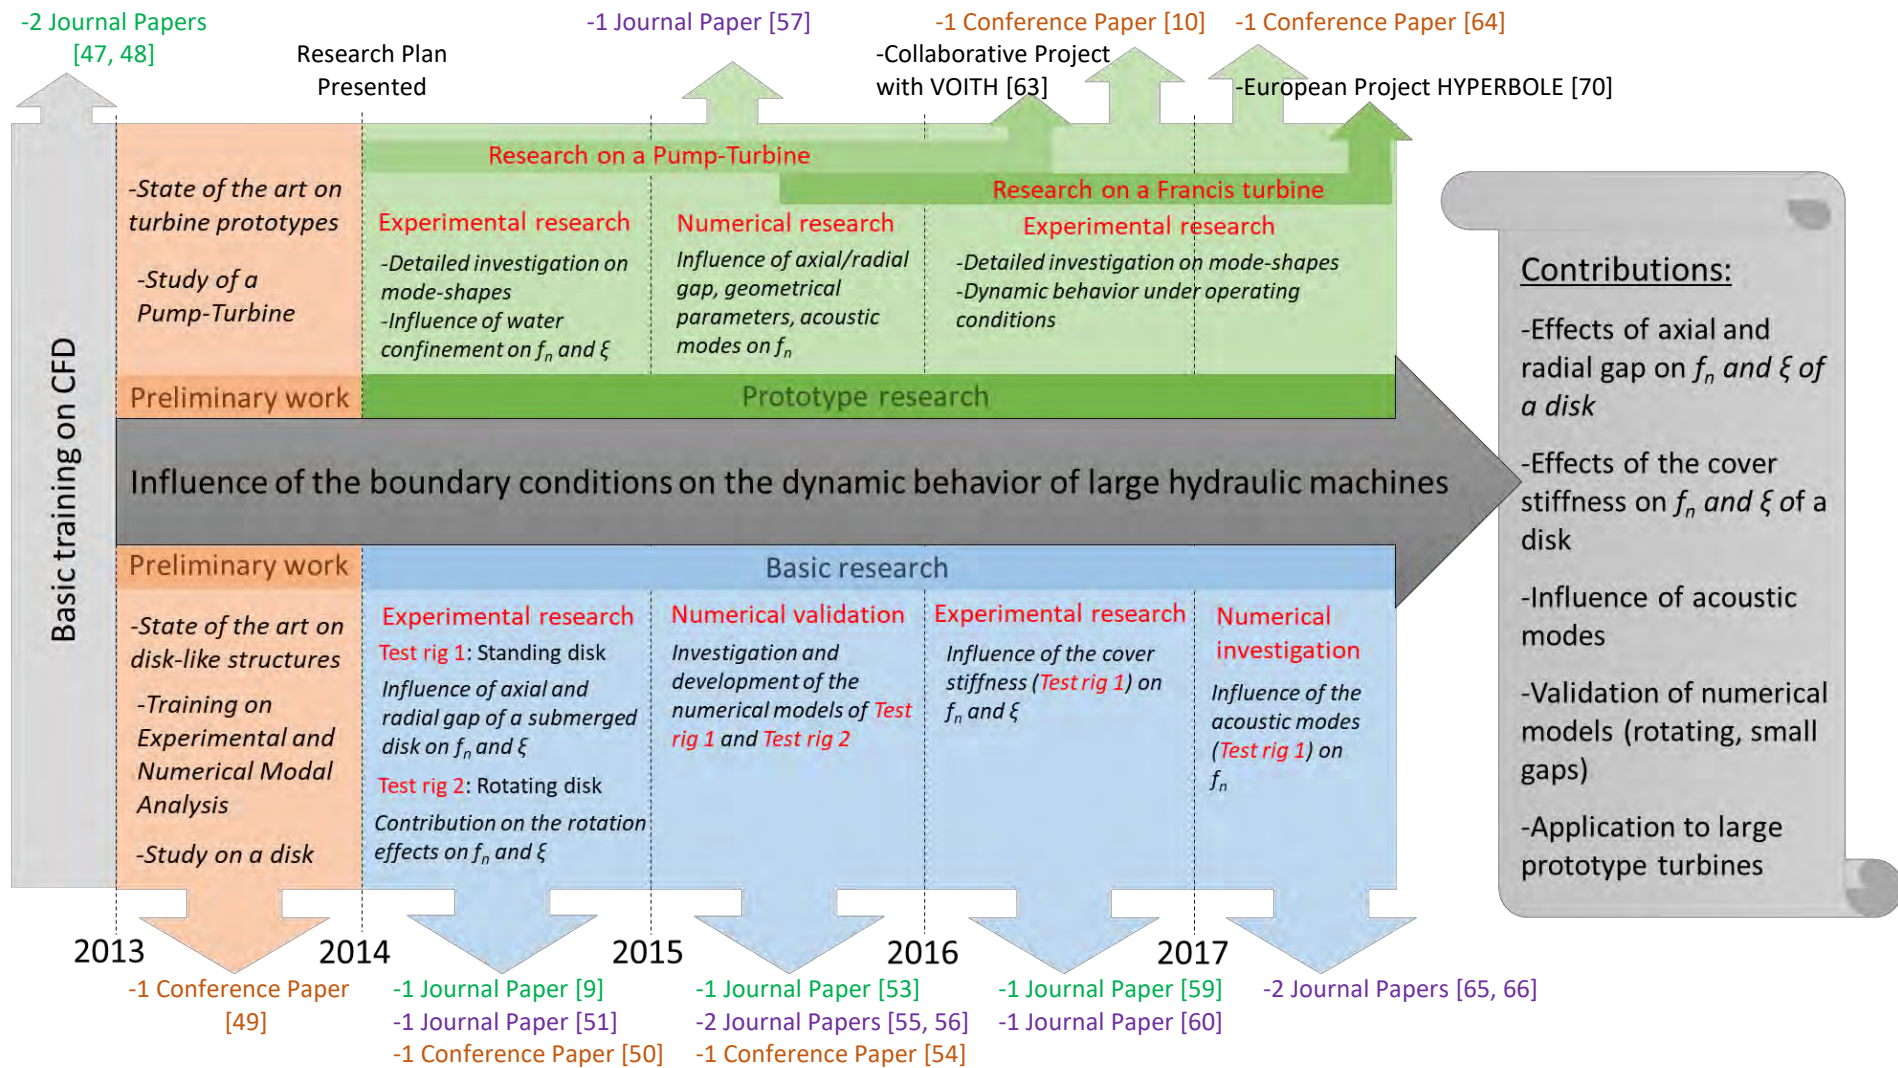 -2 Journal Papers
[47, 48]
Research Plan
Presented
-1 Journal Paper [57]
-1 Conference Paper [10]
-Collaborative Project
with VOITH [63]
-1 Conference Paper [64]
-European Project HYPERBOLE [70]
Basic training on CFD
-State of the art on
turbine prototypes
-Study of a
Pump-Turbine
Preliminary work
Research on a Pump-Turbine
Research on a Francis turbine
Experimental research
-Detailed investigation on
mode-shapes
-Influence of water
confinement on fn and ξ
Numerical research
Influence of axial/radial
gap, geometrical
parameters, acoustic
modes on fn
Experimental research
-Detailed investigation on mode-shapes
-Dynamic behavior under operating
conditions
Prototype research
Influence of the boundary conditions on the dynamic behavior of large hydraulic machines
Preliminary work
-State of the art on
disk-like structures
-Training on
Experimental and
Numerical Modal
Analysis
-Study on a disk
Basic research
Experimental research
Test rig 1: Standing disk
Influence of axial and
radial gap of a submerged
disk on fn and ξ
Test rig 2: Rotating disk
Contribution on the rotation
effects on fn and ξ
Numerical validation
Investigation and
development of the
numerical models of Test
rig 1 and Test rig 2
Experimental research
Influence of the cover
stiffness (Test rig 1) on
fn and ξ
Numerical
investigation
Influence of the
acoustic modes
(Test rig 1) on
fn
2013
2014
2015
2016
2017
-1 Conference Paper
[49]
-1 Journal Paper [9]
-1 Journal Paper [51]
-1 Conference Paper [50]
-1 Journal Paper [53]
-2 Journal Papers [55, 56]
-1 Conference Paper [54]
-1 Journal Paper [59]
-1 Journal Paper [60]
-2 Journal Papers [65, 66]
Contributions:
-Effects of axial and
radial gap on fn and ξ of
a disk
-Effects of the cover
stiffness on fn and ξ of a
disk
-Influence of acoustic
modes
-Validation of numerical
models (rotating, small
gaps)
-Application to large
prototype turbines